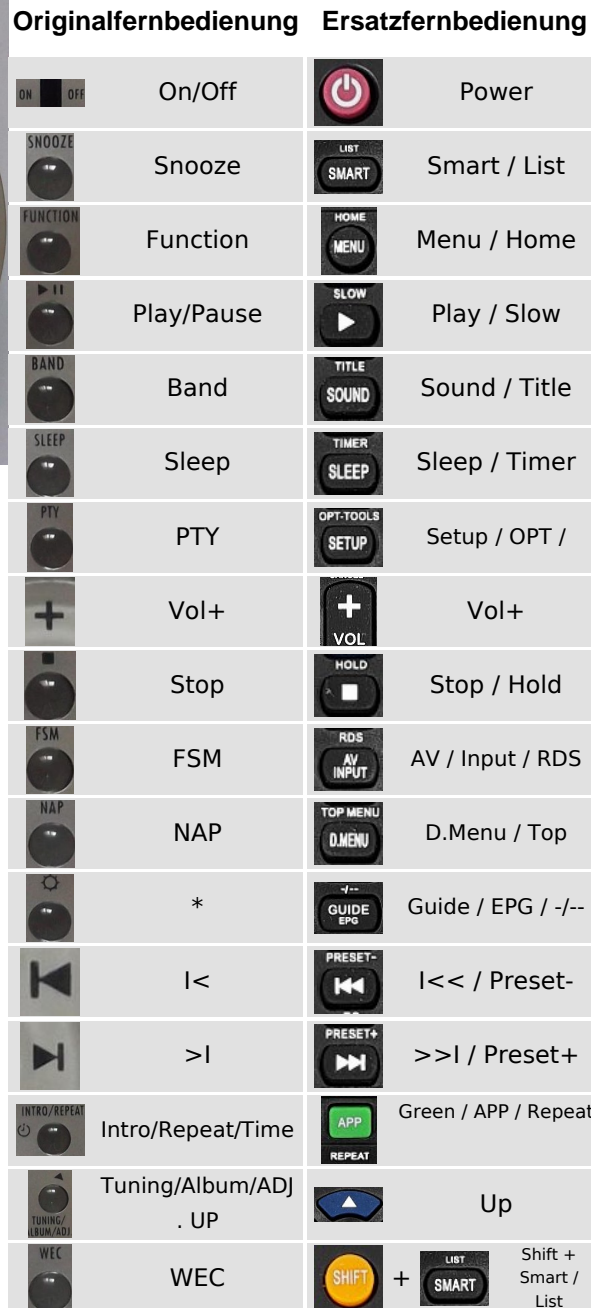 Originalfernbedienung Ersatzfernbedienung
ON OFF On/Off Power
SNOOZE Snooze LIST SMART Smart / List
FUNCTION Function HOME MENU Menu / Home
Play/Pause SLOW Play / Slow
BAND Band TITLE SOUND Sound / Title
SLEEP Sleep TIMER SLEEP Sleep / Timer
PTY PTY OPT-TOOLS SETUP Setup / OPT /
+ Vol+ + VOL Vol+
Stop HOLD Stop / Hold
FSM FSM RDS AV INPUT AV / Input / RDS
NAP NAP TOP MENU D.MENU D.Menu / Top
* -/-- GUIDE EPG Guide / EPG / -/--
I< PRESET- I<< / Preset-
>I PRESET+ >>I / Preset+
INTRO/REPEAT Intro/Repeat/Time APP REPEAT Green / APP / Repeat
TUNING/ LBUM/ADJ Tuning/Album/ADJ
. UP Up
WEC WEC SHIFT + LIST SMART Shift +
Smart /
List